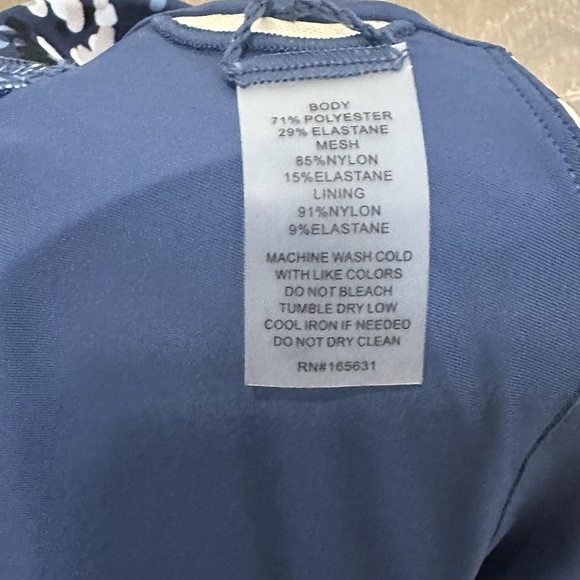 BODY
71% POLYESTER
29% ELASTANE
MESH
85%NYLON
15%ELASTANE
LINING
91%NYLON
9%ELASTANE
MACHINE WASH COLD
WITH LIKE COLORS
DO NOT BLEACH
TUMBLE DRY LOW
COOL IRON IF NEEDED
DO NOT DRY CLEAN
RN#165631